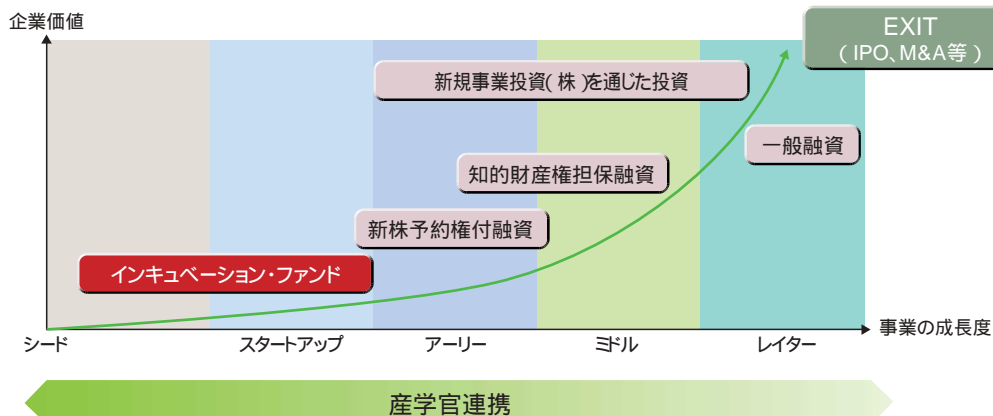 企業価値
EXIT
(IPO、M&A等)
新規事業投資(株)を通じた投資
一般融資
知的財産権担保融資
新株予約権付融資
インキュベーション・ファンド
事業の成長度
シード
スタートアップ
アーリー
ミドル
レイター
産学官連携